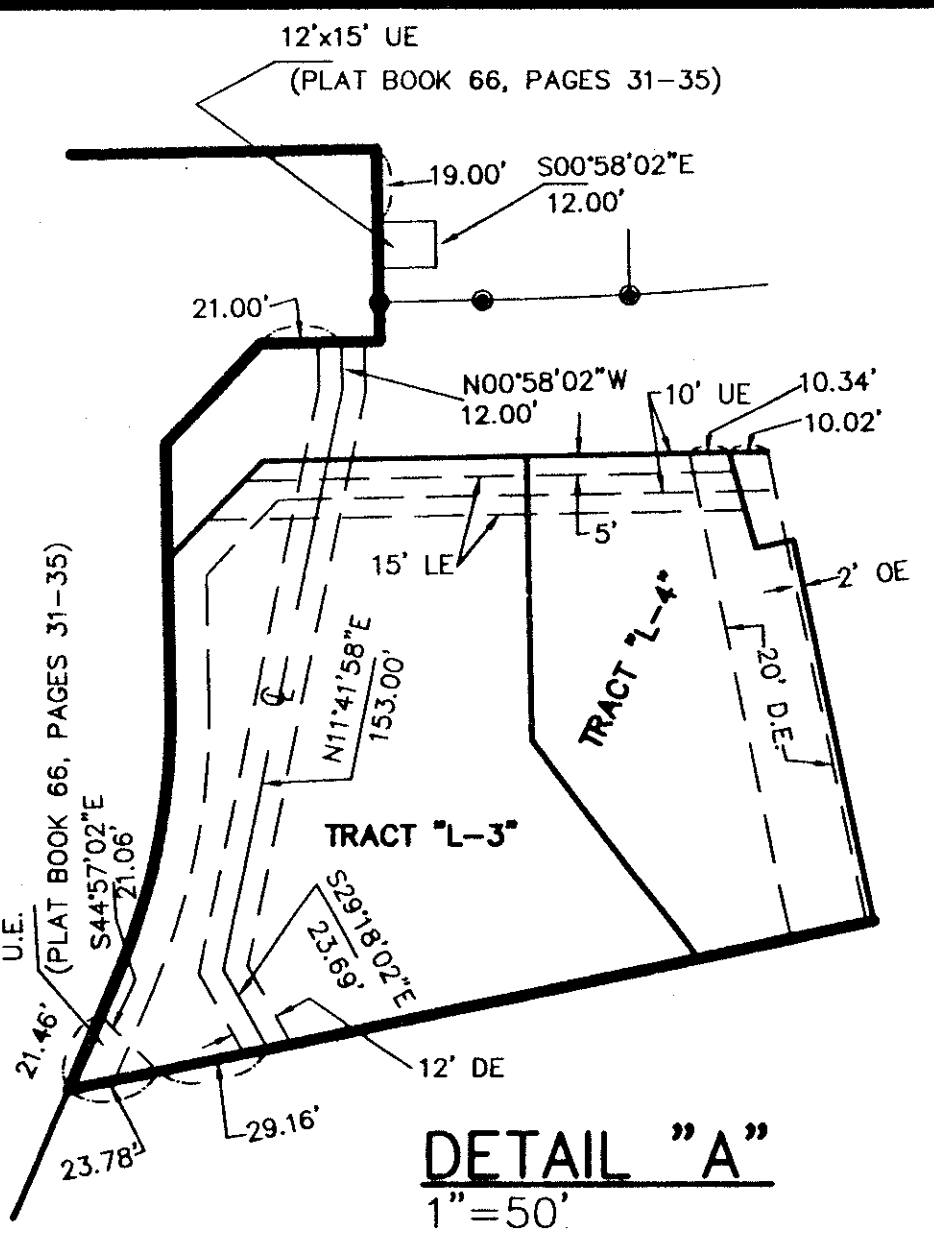 12'x15' UE
(PLAT BOOK 66, PAGES 31-35)
19.00'
S00°58'02"E
12.00'
21.00'
N00°58'02"W
12.00'
10' UE
10.34'
10.02'
5'
15' LE
2' OE
TRACT "L-4"
20' D.E.
N11°41'58"E
153.00'
℄
TRACT "L-3"
U.E.
(PLAT BOOK 66, PAGES 31-35)
S44°57'02"E
21.06'
S29°18'02"E
23.69'
21.46'
12' DE
29.16'
23.78'
DETAIL "A"
1"=50'